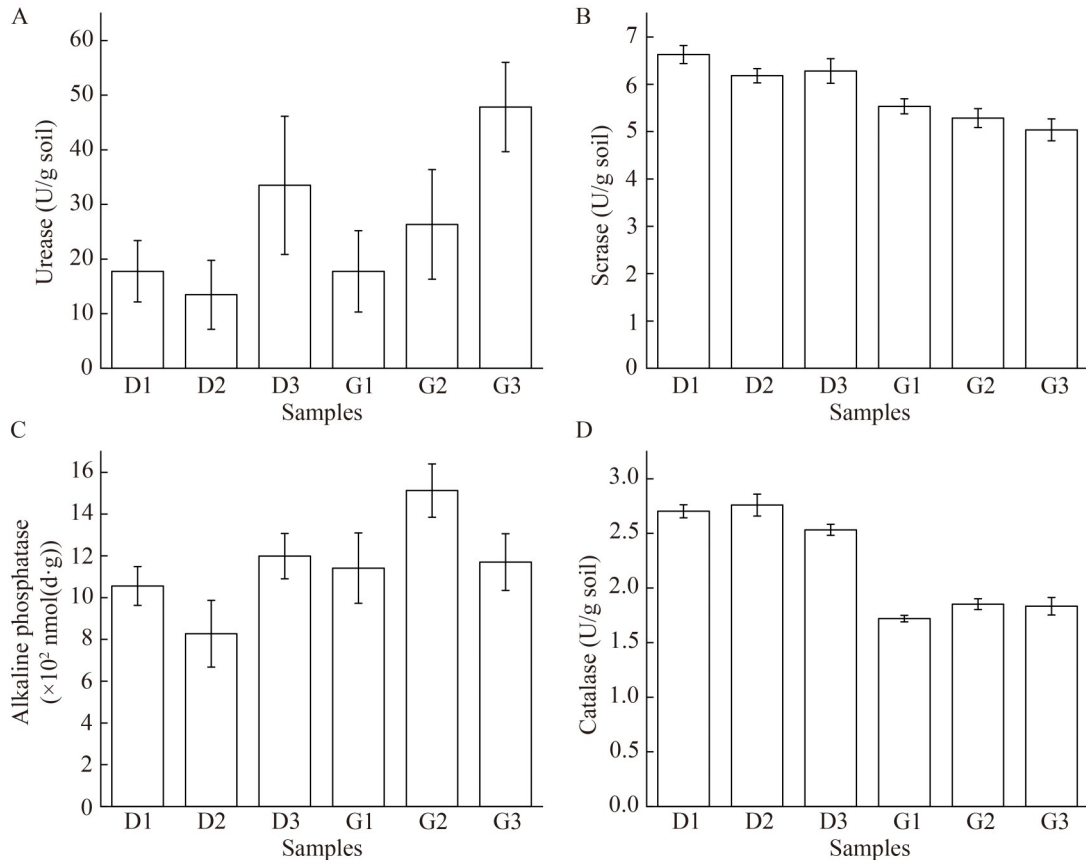 A
Urease (U/g soil)
60
50
40
30
20
10
0
D1 D2 D3 G1 G2 G3
Samples
B
Scrase (U/g soil)
7
6
5
4
3
2
1
0
D1 D2 D3 G1 G2 G3
Samples
C
Alkaline phosphatase
(×10² nmol(d·g))
16
14
12
10
8
6
4
2
0
D1 D2 D3 G1 G2 G3
Samples
D
Catalase (U/g soil)
3.0
2.5
2.0
1.5
1.0
0.5
0.0
D1 D2 D3 G1 G2 G3
Samples